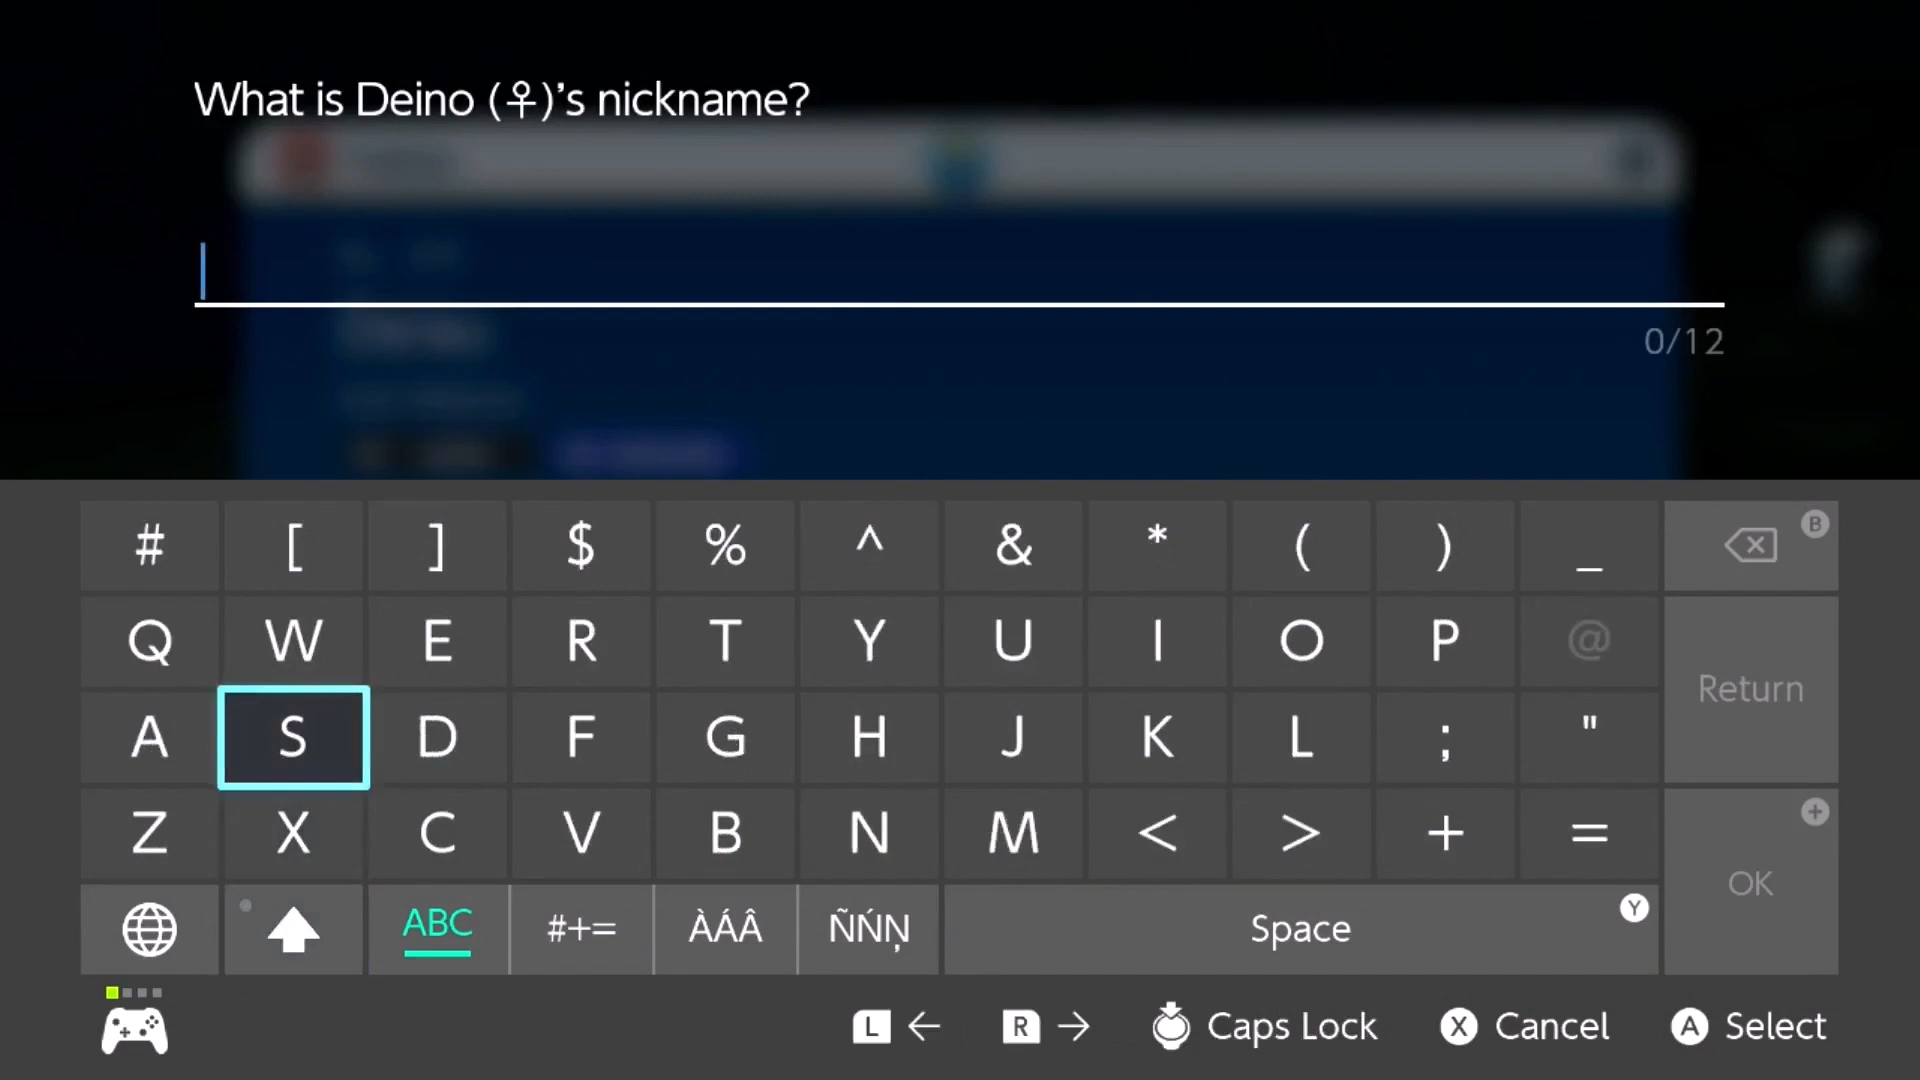 What is Deino (♀)'s nickname?
0/12
# [ ] $ % ^ & * ( ) _ B
Q W E R T Y U I O P @ Return
A S D F G H J K L ; "
Z X C V B N M < > + = + OK
ABC #+= ÀÁÂ ÑŃŅ Space Y
L ← R → Caps Lock X Cancel A Select